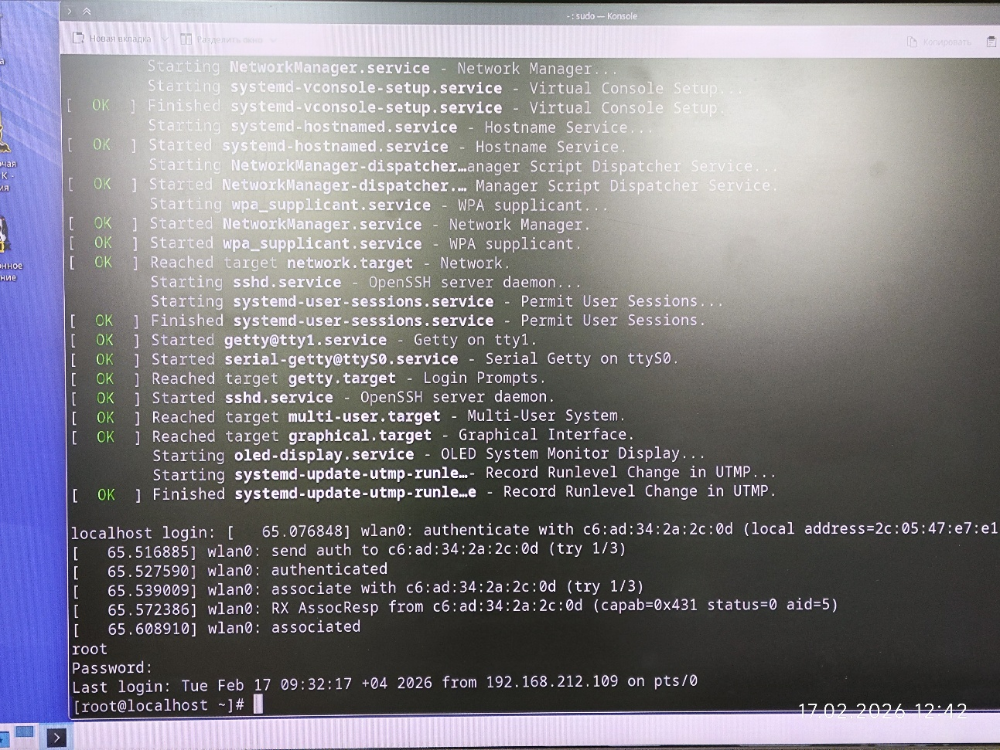 - : sudo — Konsole
Новая вкладка
Разделить окно
Копировать
Starting NetworkManager.service - Network Manager...
Starting systemd-vconsole-setup.service - Virtual Console Setup...
[ OK ] Finished systemd-vconsole-setup.service - Virtual Console Setup.
Starting systemd-hostnamed.service - Hostname Service...
[ OK ] Started systemd-hostnamed.service - Hostname Service.
Starting NetworkManager-dispatcher…anager Script Dispatcher Service...
[ OK ] Started NetworkManager-dispatcher.… Manager Script Dispatcher Service.
Starting wpa_supplicant.service - WPA supplicant...
[ OK ] Started NetworkManager.service - Network Manager.
[ OK ] Started wpa_supplicant.service - WPA supplicant.
[ OK ] Reached target network.target - Network.
Starting sshd.service - OpenSSH server daemon...
Starting systemd-user-sessions.service - Permit User Sessions...
[ OK ] Finished systemd-user-sessions.service - Permit User Sessions.
[ OK ] Started getty@tty1.service - Getty on tty1.
[ OK ] Started serial-getty@ttyS0.service - Serial Getty on ttyS0.
[ OK ] Reached target getty.target - Login Prompts.
[ OK ] Started sshd.service - OpenSSH server daemon.
[ OK ] Reached target multi-user.target - Multi-User System.
[ OK ] Reached target graphical.target - Graphical Interface.
Starting oled-display.service - OLED System Monitor Display...
Starting systemd-update-utmp-runle…- Record Runlevel Change in UTMP...
[ OK ] Finished systemd-update-utmp-runle…e - Record Runlevel Change in UTMP.
localhost login: [ 65.076848] wlan0: authenticate with c6:ad:34:2a:2c:0d (local address=2c:05:47:e7:e1
[ 65.516885] wlan0: send auth to c6:ad:34:2a:2c:0d (try 1/3)
[ 65.527590] wlan0: authenticated
[ 65.539009] wlan0: associate with c6:ad:34:2a:2c:0d (try 1/3)
[ 65.572386] wlan0: RX AssocResp from c6:ad:34:2a:2c:0d (capab=0x431 status=0 aid=5)
[ 65.608910] wlan0: associated
root
Password:
Last login: Tue Feb 17 09:32:17 +04 2026 from 192.168.212.109 on pts/0
[root@localhost ~]#
17.02.2026 12:42